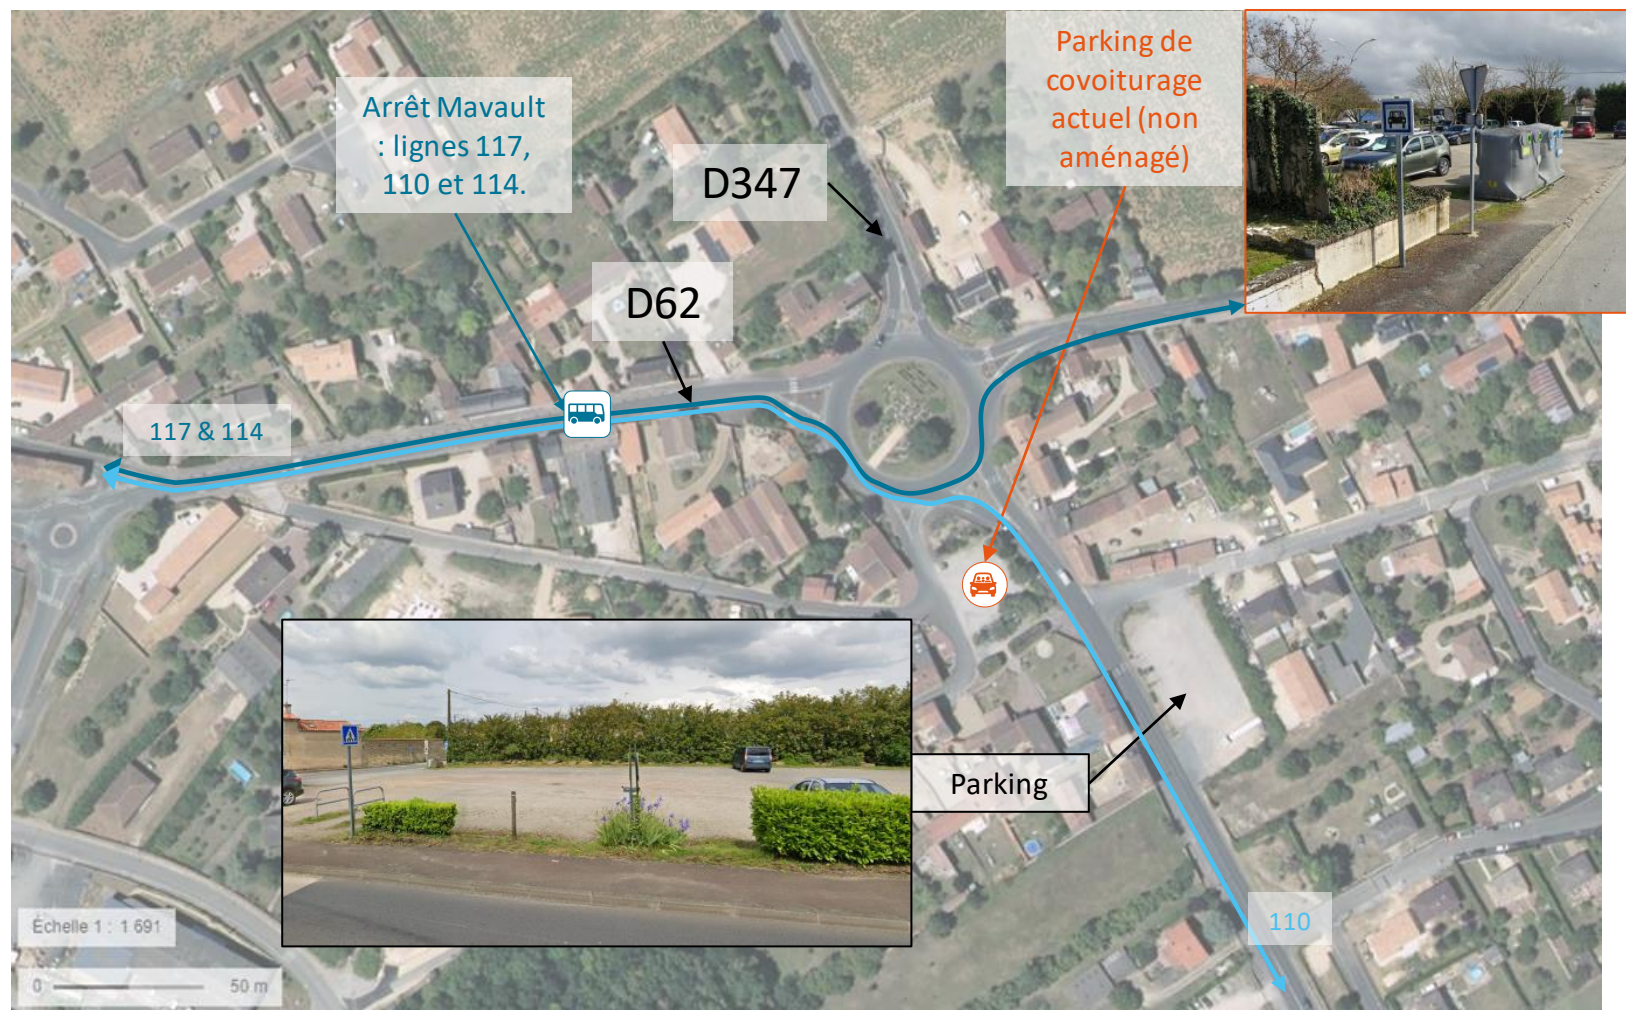 Parking de
covoiturage
actuel (non
aménagé)
Arrêt Mavault
: lignes 117,
110 et 114.
D347
D62
117 & 114
Parking
110
Échelle 1 : 1 691
0 50 m